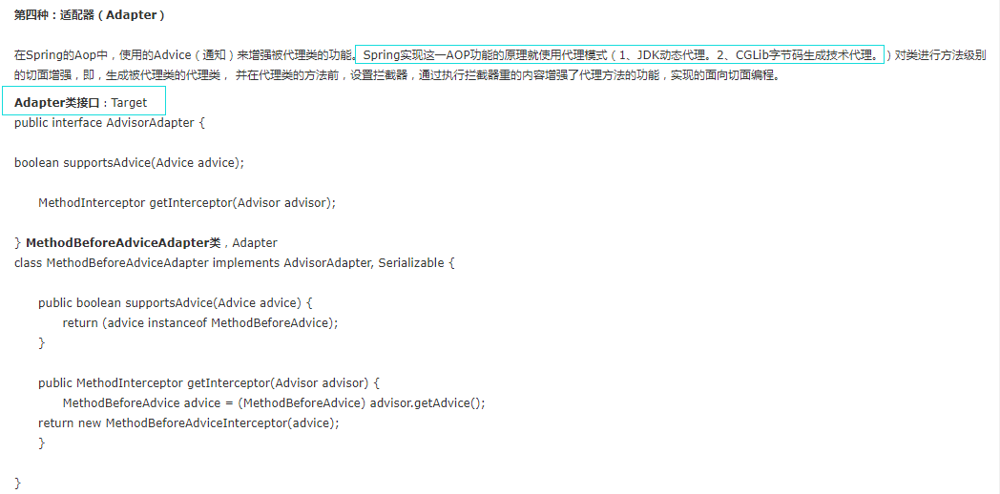 第四种：适配器（Adapter）
在Spring的Aop中，使用的Advice（通知）来增强被代理类的功能。Spring实现这一AOP功能的原理就使用代理模式（1、JDK动态代理。2、CGLib字节码生成技术代理。）对类进行方法级别
的切面增强，即，生成被代理类的代理类， 并在代理类的方法前，设置拦截器，通过执行拦截器重的内容增强了代理方法的功能，实现的面向切面编程。
Adapter类接口：Target
public interface AdvisorAdapter {
boolean supportsAdvice(Advice advice);
MethodInterceptor getInterceptor(Advisor advisor);
} MethodBeforeAdviceAdapter类，Adapter
class MethodBeforeAdviceAdapter implements AdvisorAdapter, Serializable {
public boolean supportsAdvice(Advice advice) {
return (advice instanceof MethodBeforeAdvice);
}
public MethodInterceptor getInterceptor(Advisor advisor) {
MethodBeforeAdvice advice = (MethodBeforeAdvice) advisor.getAdvice();
return new MethodBeforeAdviceInterceptor(advice);
}
}